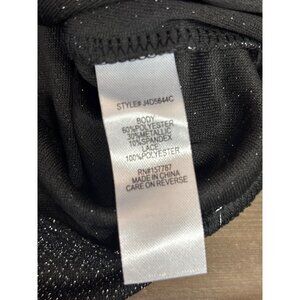 STYLE# J4D5644C
BODY
60%POLYESTER
30%METALLIC
10%SPANDEX
LACE
100%POLYESTER
RN#157787
MADE IN CHINA
CARE ON REVERSE